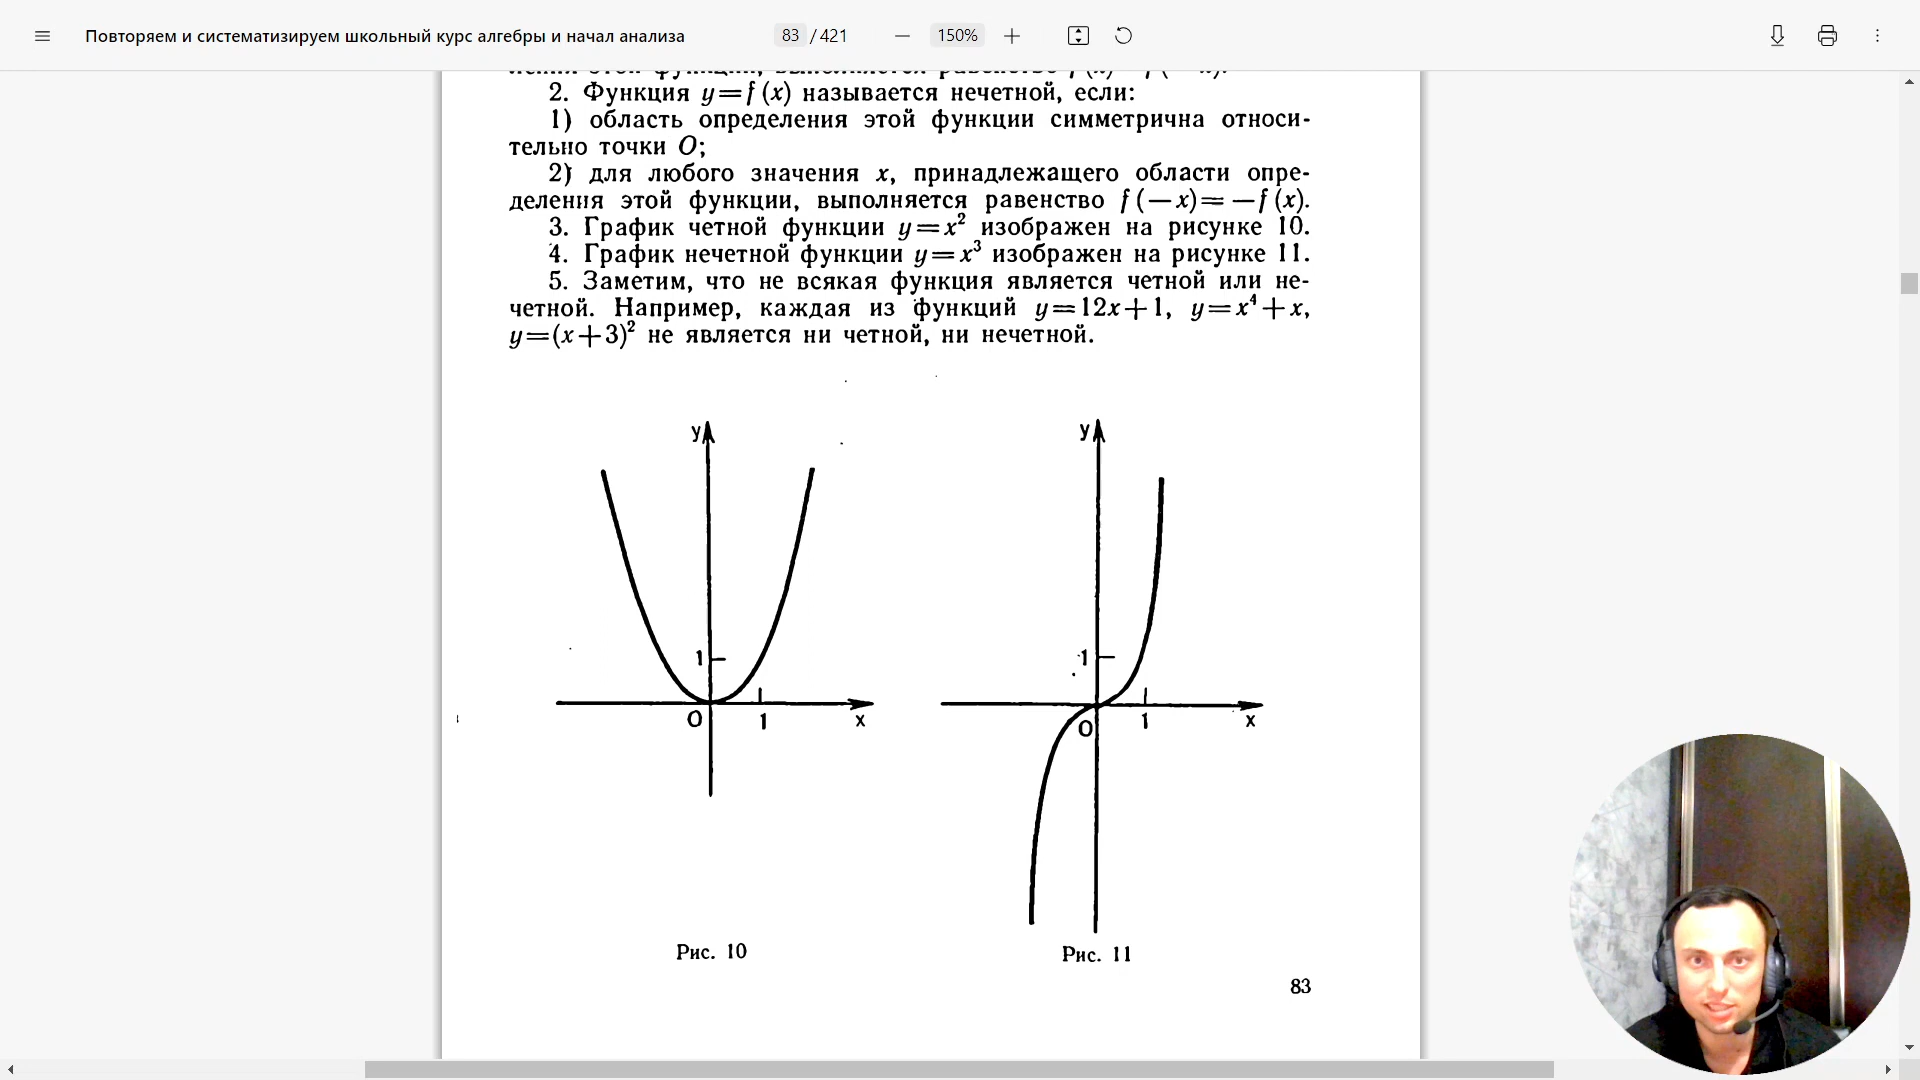 Повторяем и систематизируем школьный курс алгебры и начал анализа
83 / 421
150%
2. Функция y=f (x) называется нечетной, если:
1) область определения этой функции симметрична относи-
тельно точки O;
2) для любого значения x, принадлежащего области опре-
деления этой функции, выполняется равенство f (—x)=—f (x).
3. График четной функции y=x² изображен на рисунке 10.
4. График нечетной функции y=x³ изображен на рисунке 11.
5. Заметим, что не всякая функция является четной или не-
четной. Например, каждая из функций y=12x+1, y=x⁴+x,
y=(x+3)² не является ни четной, ни нечетной.
y
1
O
1
x
Рис. 10
y
1
O
1
x
Рис. 11
83